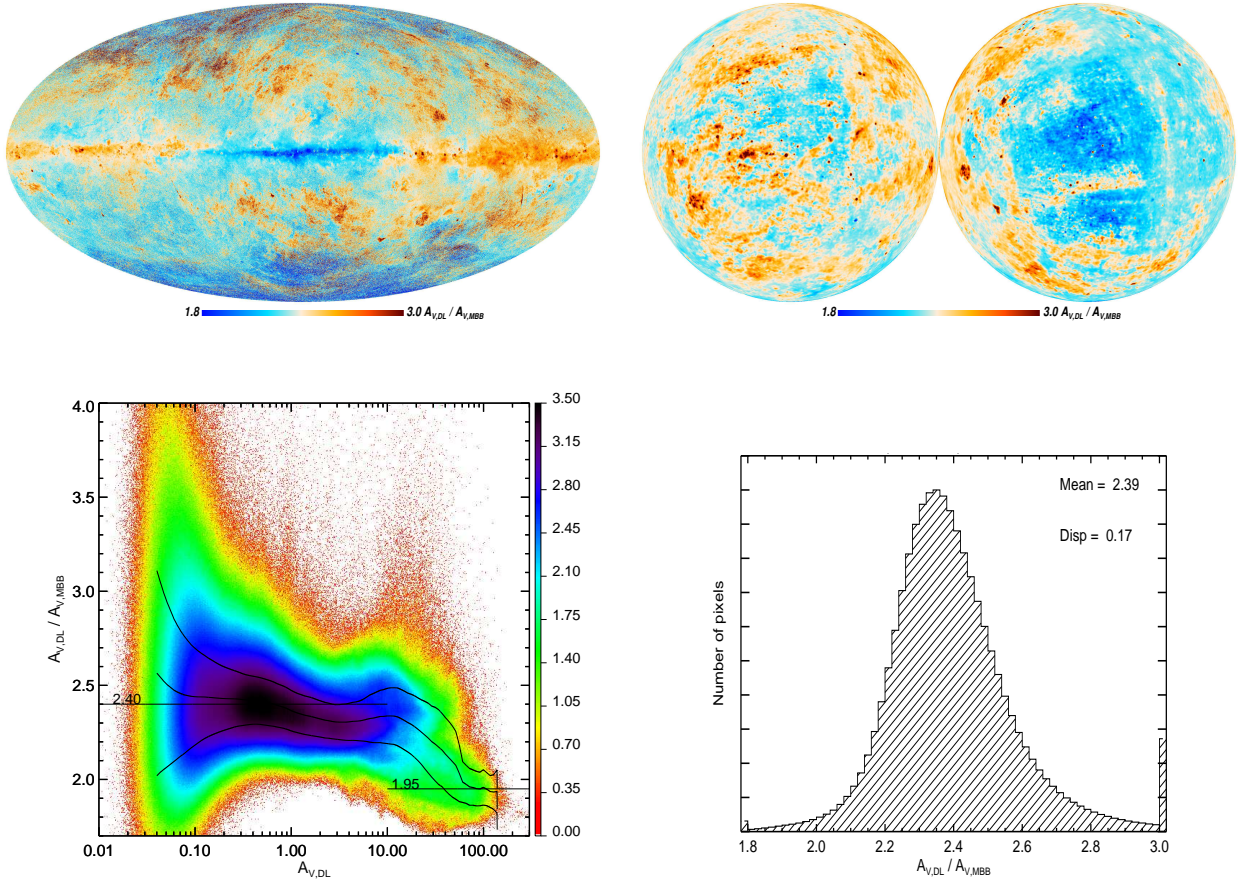 1.8 3.0 A_V,DL / A_V,MBB
1.8 3.0 A_V,DL / A_V,MBB
4.0
3.5
3.0
2.5
2.0
A_V,DL / A_V,MBB
2.40
1.95
0.01 0.10 1.00 10.00 100.00
A_V,DL
3.50
3.15
2.80
2.45
2.10
1.75
1.40
1.05
0.70
0.35
0.00
Mean = 2.39
Disp = 0.17
Number of pixels
1.8 2.0 2.2 2.4 2.6 2.8 3.0
A_V,DL / A_V,MBB